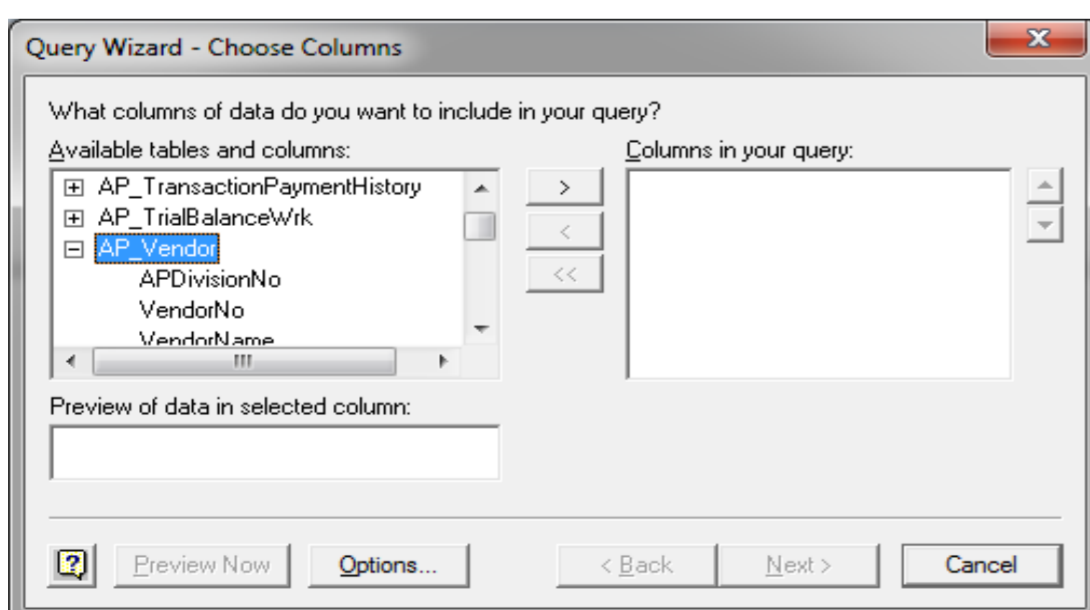 Query Wizard - Choose Columns
What columns of data do you want to include in your query?
Available tables and columns:
Columns in your query:
AP_TransactionPaymentHistory
AP_TrialBalanceWrk
AP_Vendor
APDivisionNo
VendorNo
VendorName
>
<
<<
Preview of data in selected column:
Preview Now
Options...
< Back
Next >
Cancel